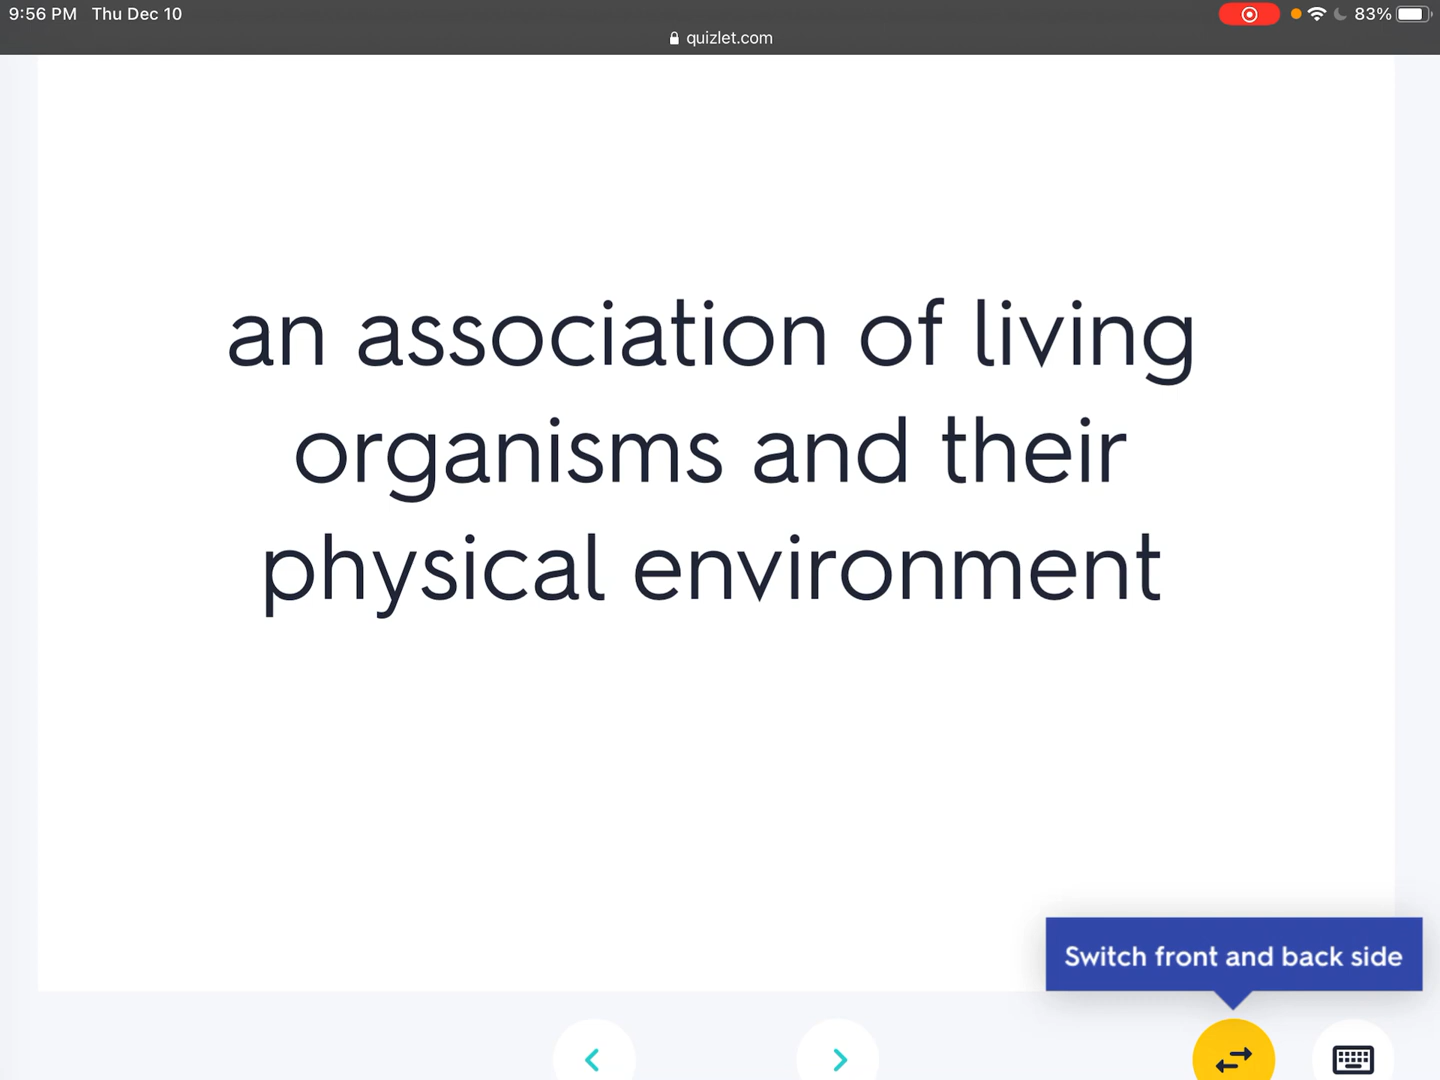 9:56 PM Thu Dec 10
83%
quizlet.com
an association of living
organisms and their
physical environment
Switch front and back side